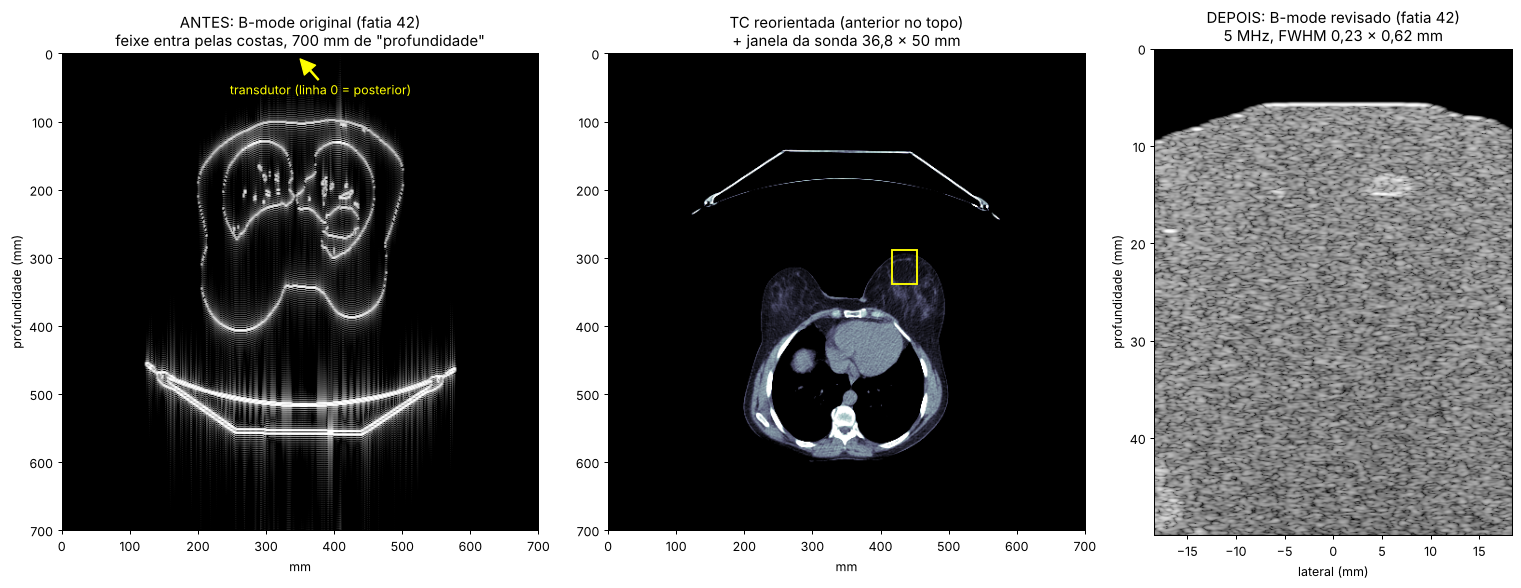 ANTES: B-mode original (fatia 42)
feixe entra pelas costas, 700 mm de "profundidade"
transdutor (linha 0 = posterior)
0
100
200
300
400
500
600
700
profundidade (mm)
0 100 200 300 400 500 600 700
mm
TC reorientada (anterior no topo)
+ janela da sonda 36,8 × 50 mm
0
100
200
300
400
500
600
700
0 100 200 300 400 500 600 700
mm
DEPOIS: B-mode revisado (fatia 42)
5 MHz, FWHM 0,23 × 0,62 mm
0
10
20
30
40
profundidade (mm)
−15 −10 −5 0 5 10 15
lateral (mm)